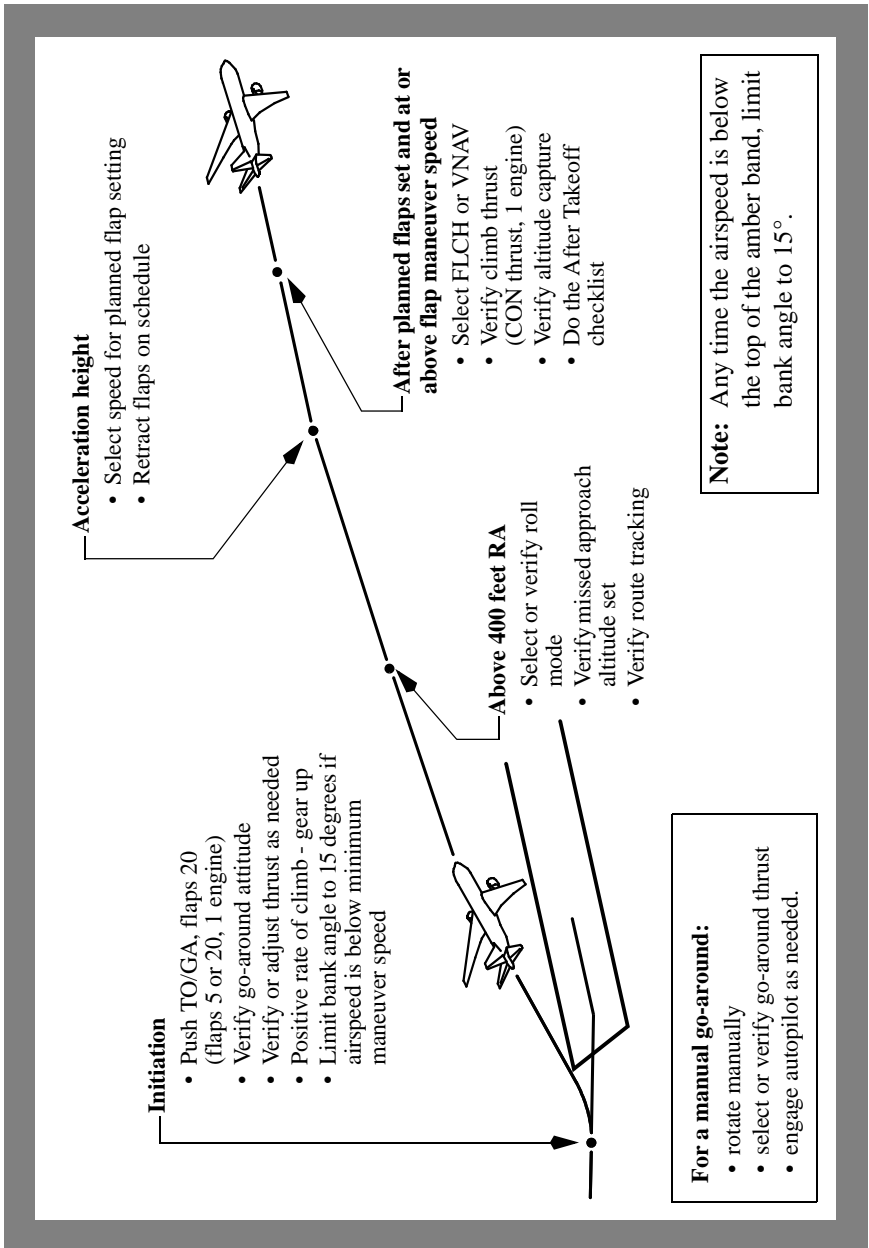 Initiation
• Push TO/GA, flaps 20
(flaps 5 or 20, 1 engine)
• Verify go-around attitude
• Verify or adjust thrust as needed
• Positive rate of climb - gear up
• Limit bank angle to 15 degrees if
airspeed is below minimum
maneuver speed
Above 400 feet RA
• Select or verify roll
mode
• Verify missed approach
altitude set
• Verify route tracking
Acceleration height
• Select speed for planned flap setting
• Retract flaps on schedule
After planned flaps set and at or
above flap maneuver speed
• Select FLCH or VNAV
• Verify climb thrust
(CON thrust, 1 engine)
• Verify altitude capture
• Do the After Takeoff
checklist
For a manual go-around:
• rotate manually
• select or verify go-around thrust
• engage autopilot as needed.
Note: Any time the airspeed is below
the top of the amber band, limit
bank angle to 15°.